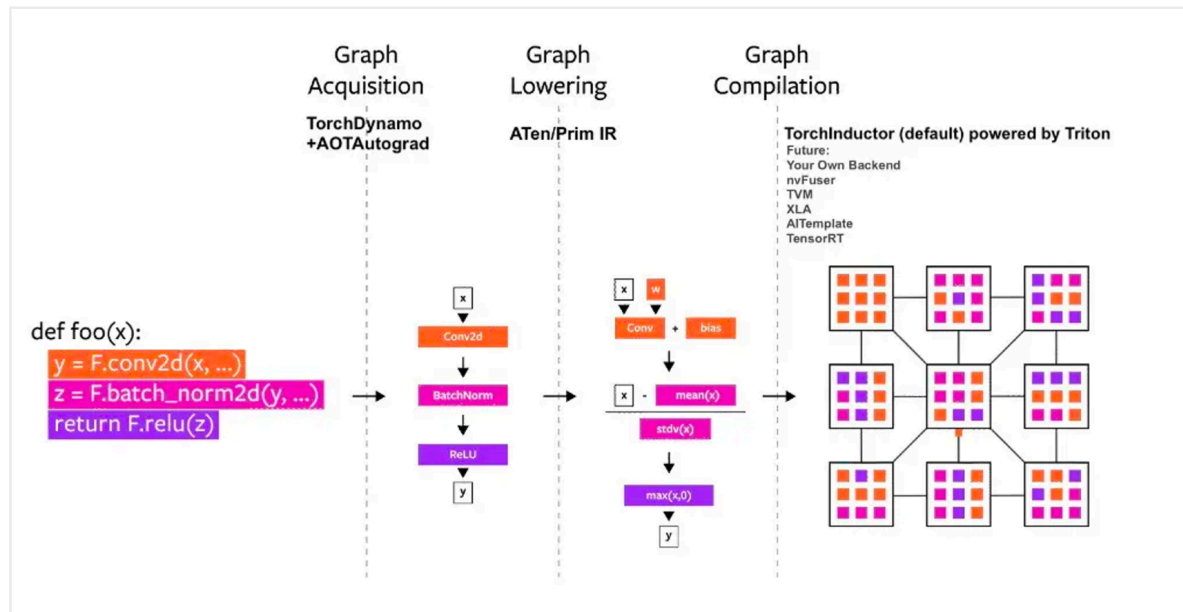 Graph
Acquisition
TorchDynamo
+AOTAutograd
Graph
Lowering
ATen/Prim IR
Graph
Compilation
TorchInductor (default) powered by Triton
Future:
Your Own Backend
nvFuser
TVM
XLA
AITemplate
TensorRT
def foo(x):
y = F.conv2d(x, ...)
z = F.batch_norm2d(y, ...)
return F.relu(z)
x
Conv2d
BatchNorm
ReLU
y
x w
Conv + bias
x - mean(x)
stdv(x)
max(x,0)
y